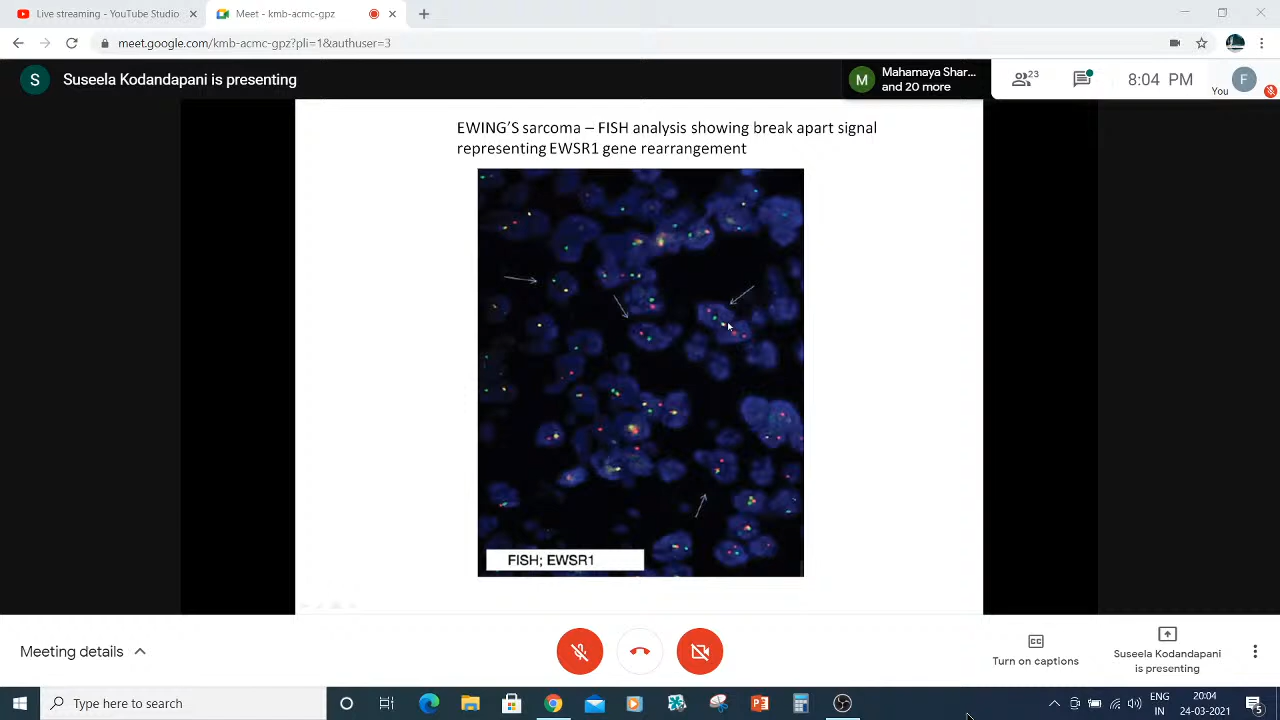 Live streaming - YouTube Studio
Meet - kmb-acmc-gpz
meet.google.com/kmb-acmc-gpz?pli=1&authuser=3
S
Suseela Kodandapani is presenting
M
Mahamaya Shar...
and 20 more
23
8:04 PM
You
F
EWING'S sarcoma – FISH analysis showing break apart signal
representing EWSR1 gene rearrangement
FISH; EWSR1
Meeting details
CC
Turn on captions
Suseela Kodandapani
is presenting
Type here to search
ENG
IN
20:04
24-03-2021
5